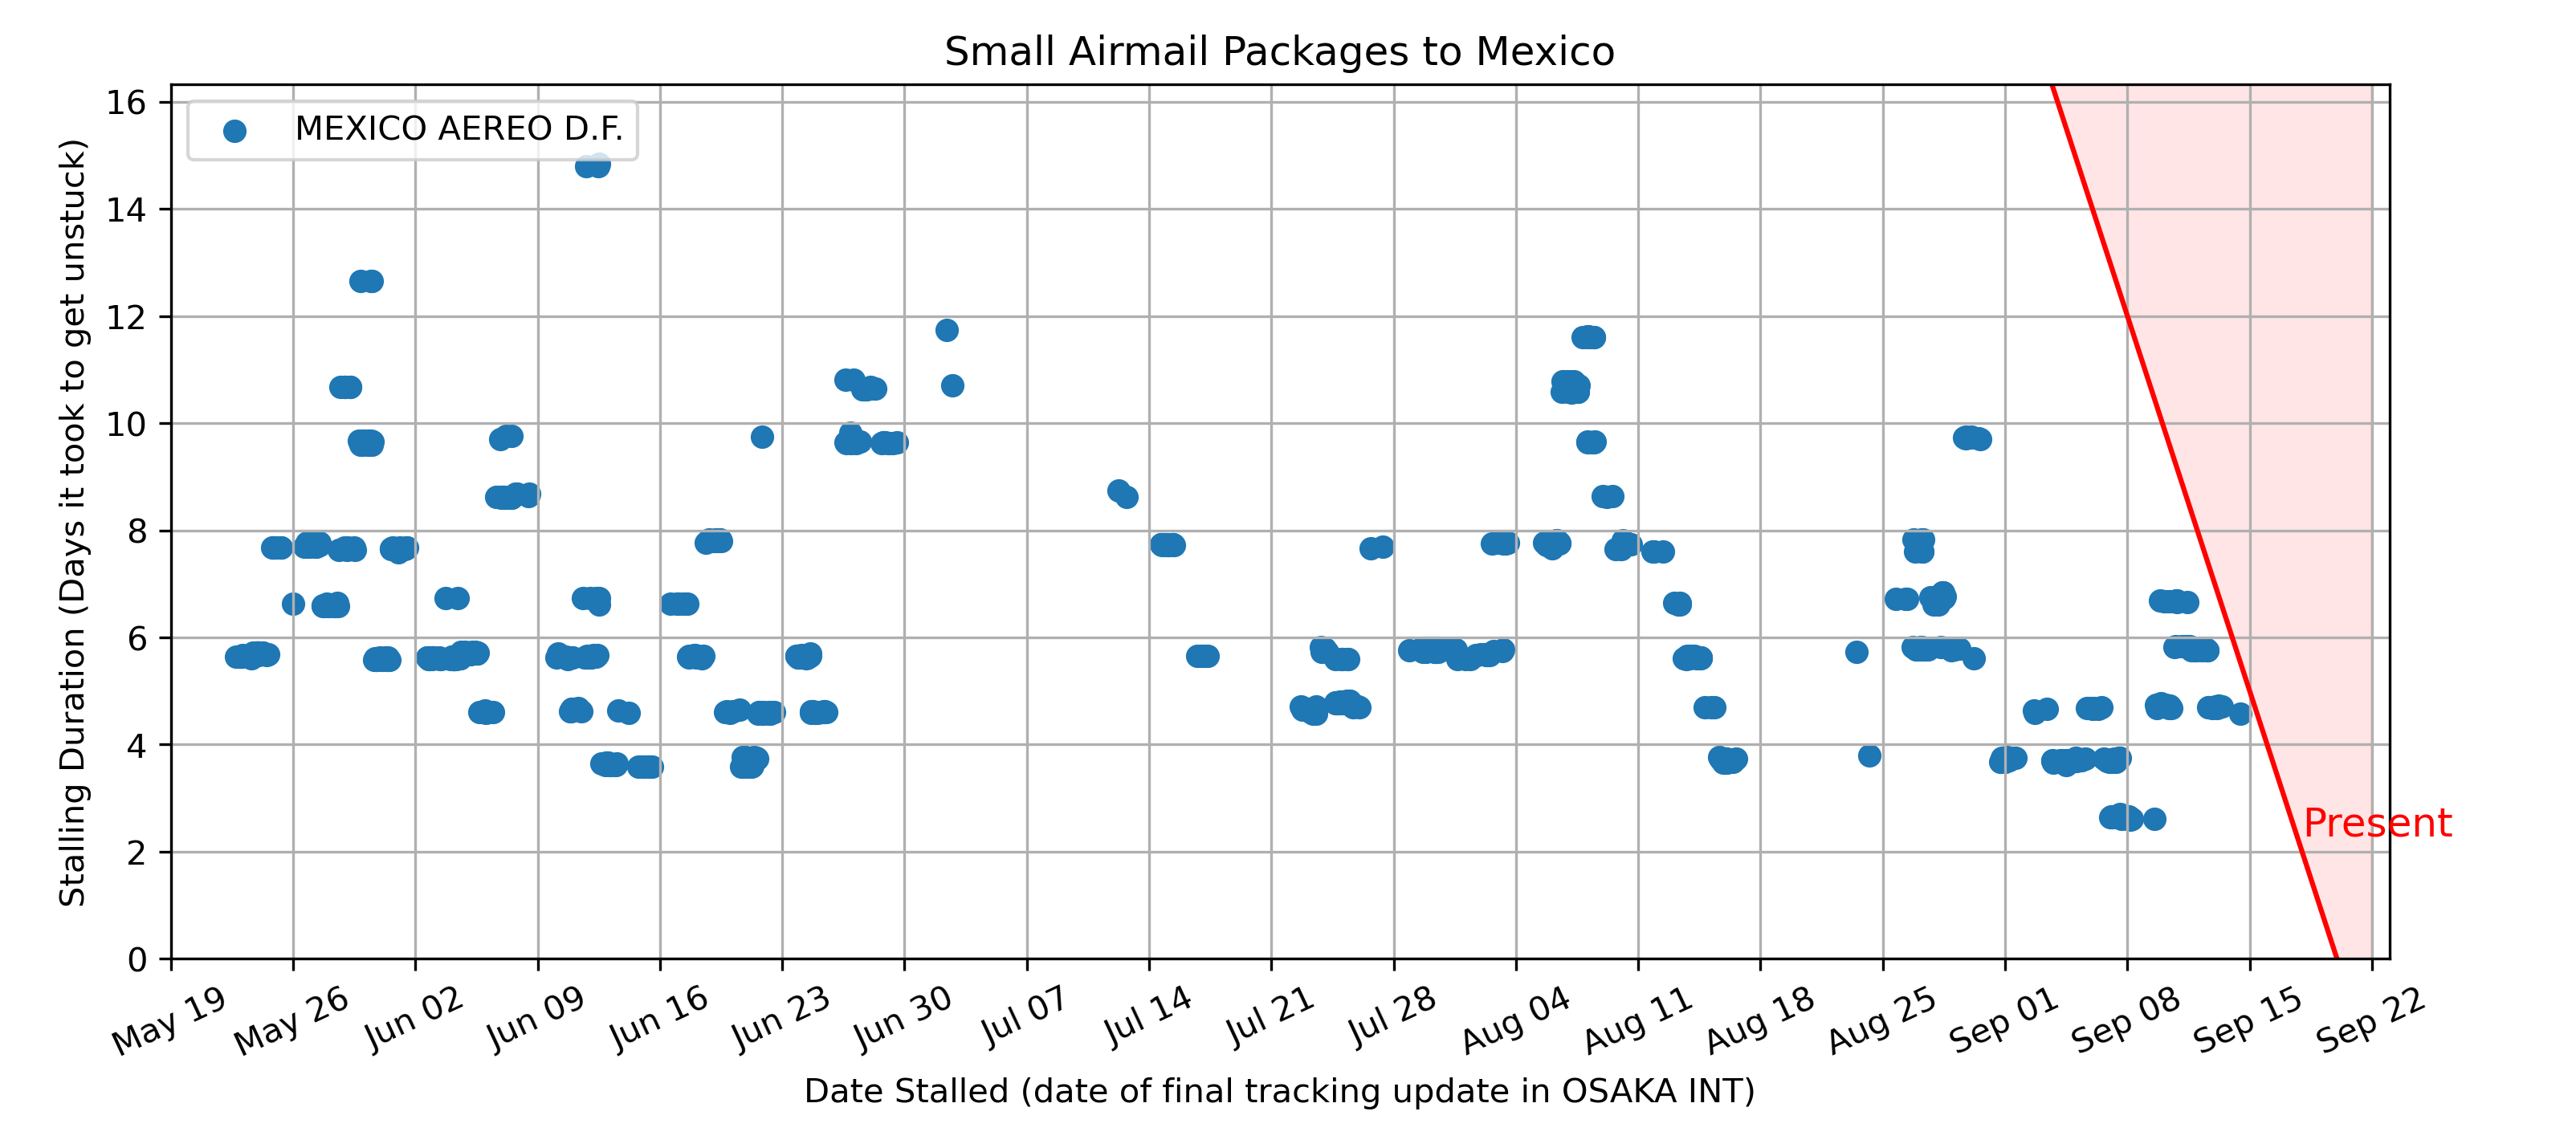 Small Airmail Packages to Mexico
MEXICO AEREO D.F.
Stalling Duration (Days it took to get unstuck)
16
14
12
10
8
6
4
2
0
Present
May 19 May 26 Jun 02 Jun 09 Jun 16 Jun 23 Jun 30 Jul 07 Jul 14 Jul 21 Jul 28 Aug 04 Aug 11 Aug 18 Aug 25 Sep 01 Sep 08 Sep 15 Sep 22
Date Stalled (date of final tracking update in OSAKA INT)